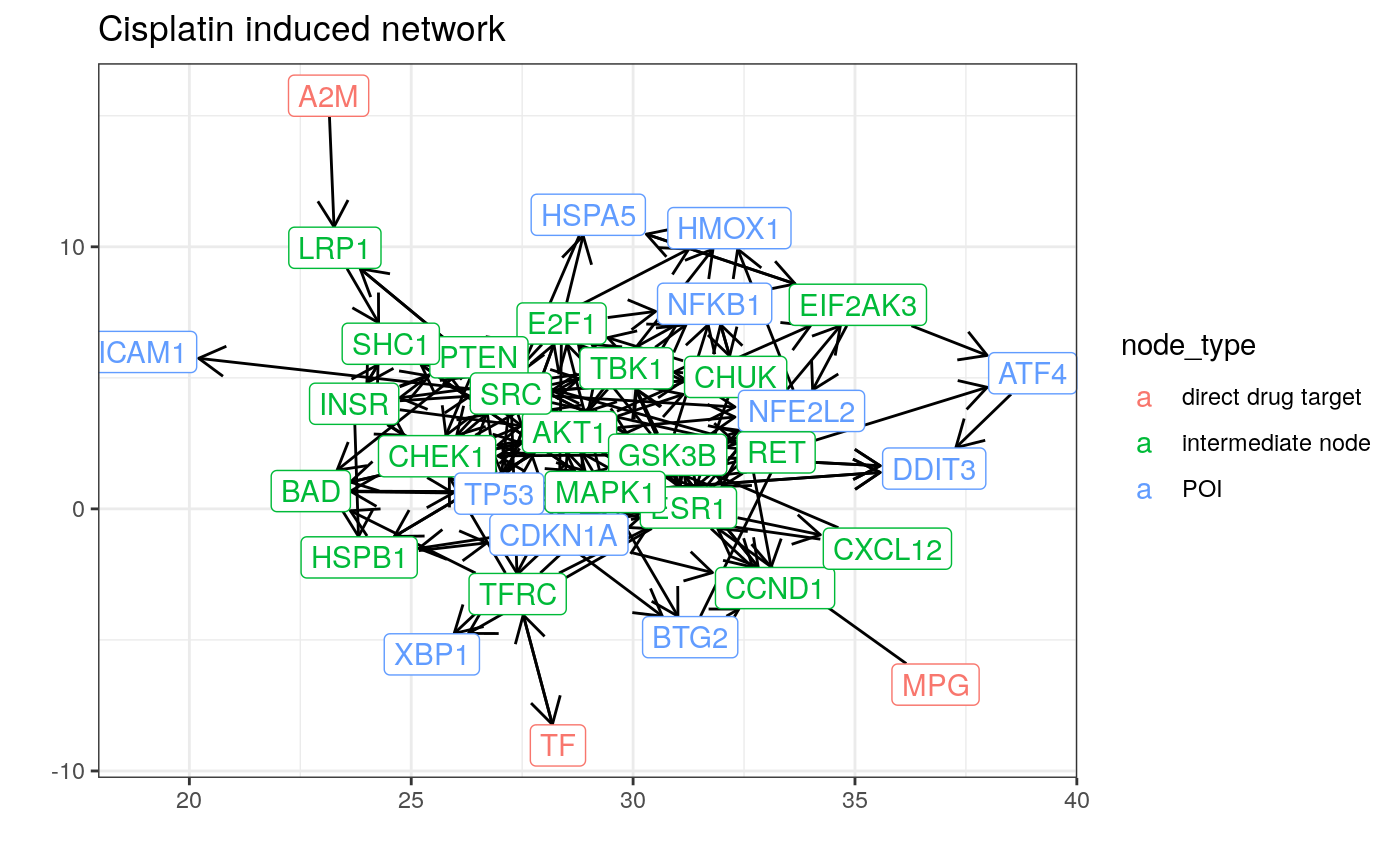 Cisplatin induced network
A2M
HSPA5
HMOX1
LRP1
10
NFKB1
EIF2AK3
E2F1
SHC1
PTEN
ICAM1
TBK1
CHUK
ATF4
SRC
INSR
NFE2L2
AKT1
CHEK1
GSK3B
RET
DDIT3
BAD
TP53
MAPK1
ESR1
0
CDKN1A
HSPB1
CXCL12
TFRC
CCND1
XBP1
BTG2
MPG
TF
-10
20 25 30 35 40
node_type
a direct drug target
a intermediate node
a POI